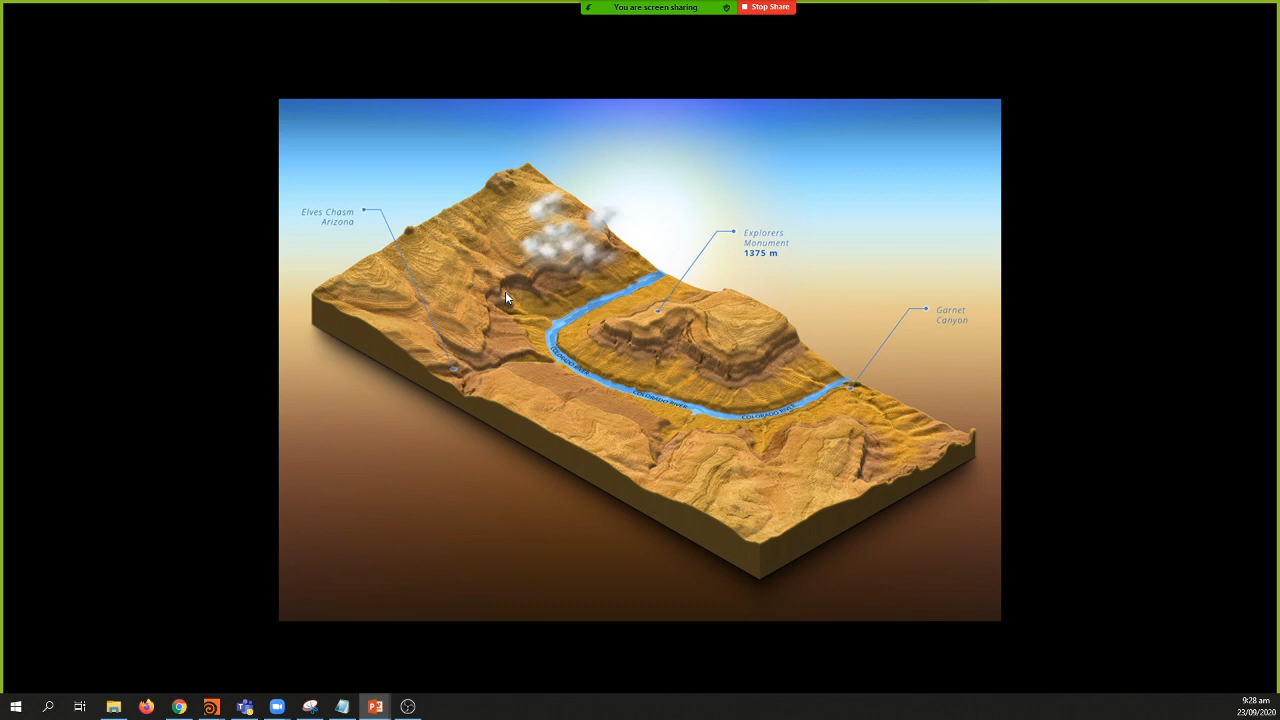 You are screen sharing
Stop Share
Elves Chasm
Arizona
Explorers
Monument
1375 m
Garnet
Canyon
COLORADO RIVER
COLORADO RIVER
COLORADO RIVER
9:28 am
23/09/2020